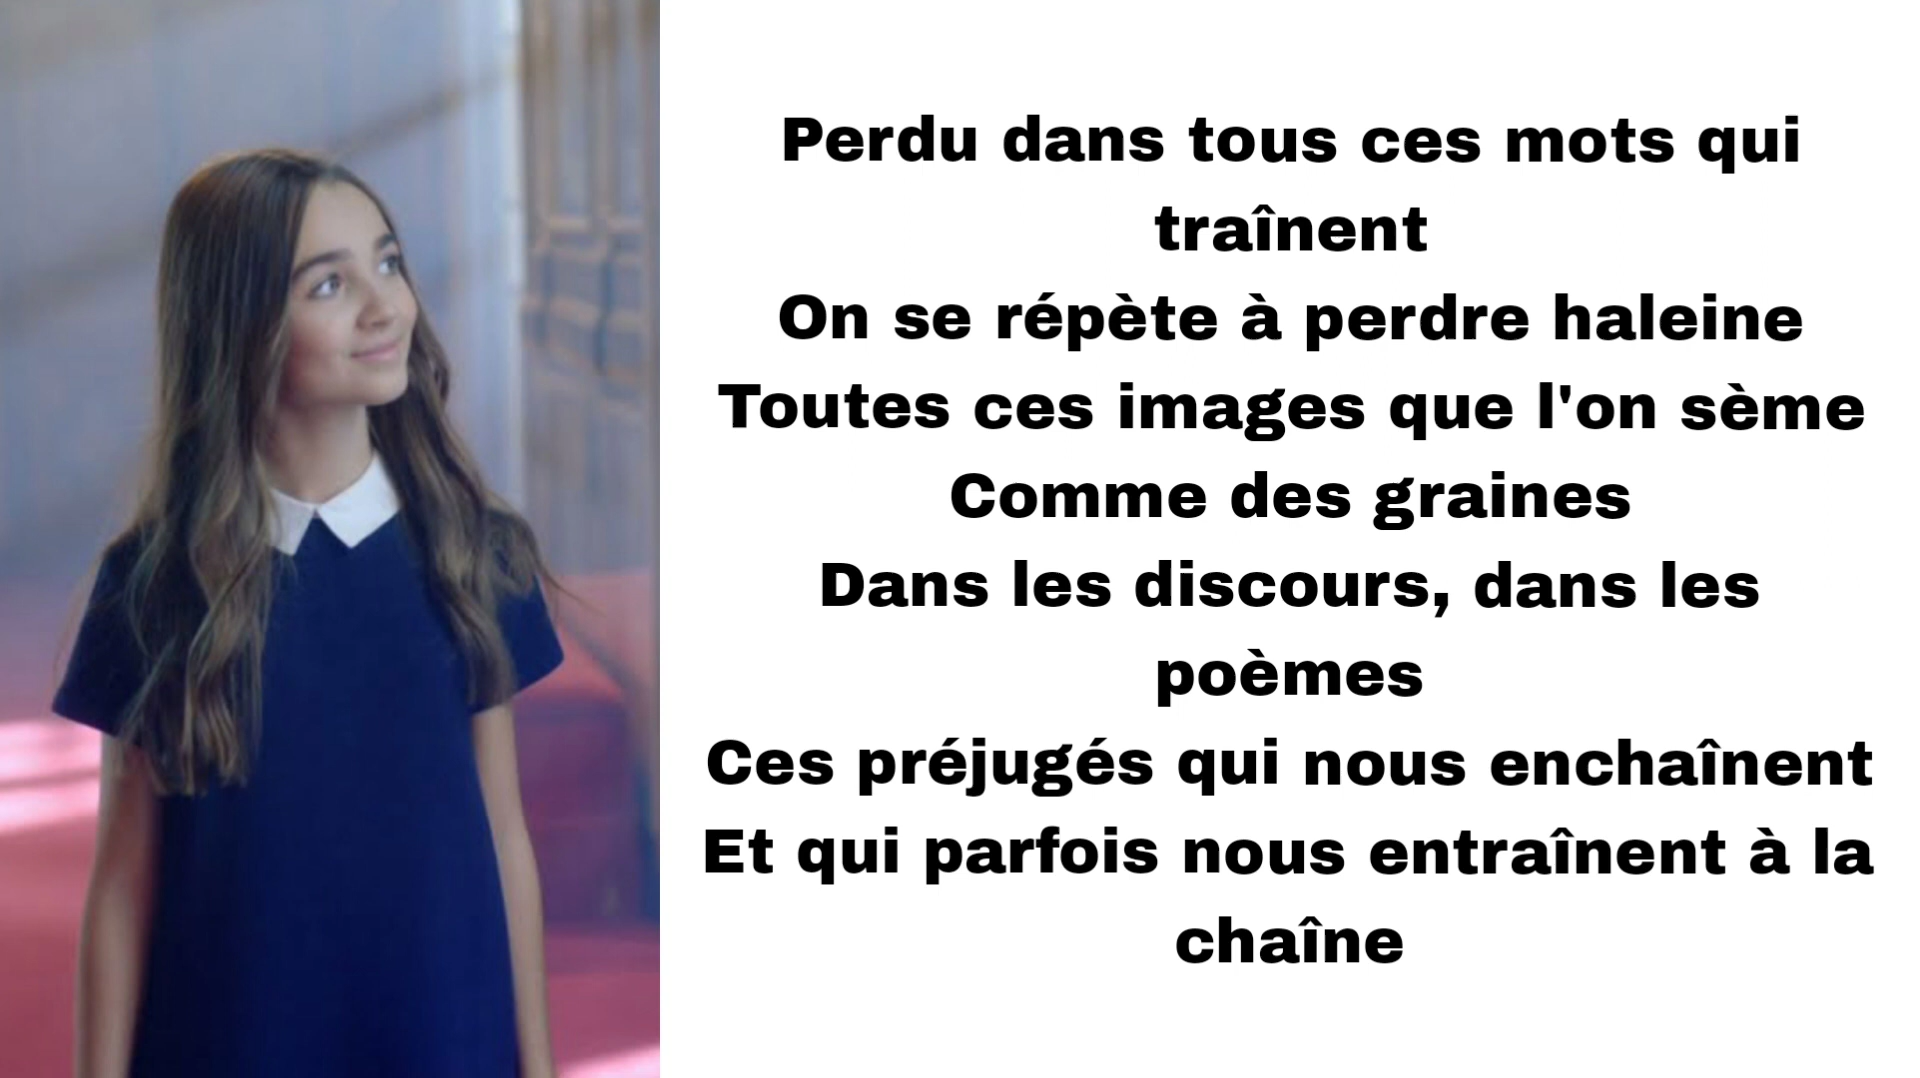 Perdu dans tous ces mots qui
traînent
On se répète à perdre haleine
Toutes ces images que l'on sème
Comme des graines
Dans les discours, dans les
poèmes
Ces préjugés qui nous enchaînent
Et qui parfois nous entraînent à la
chaîne